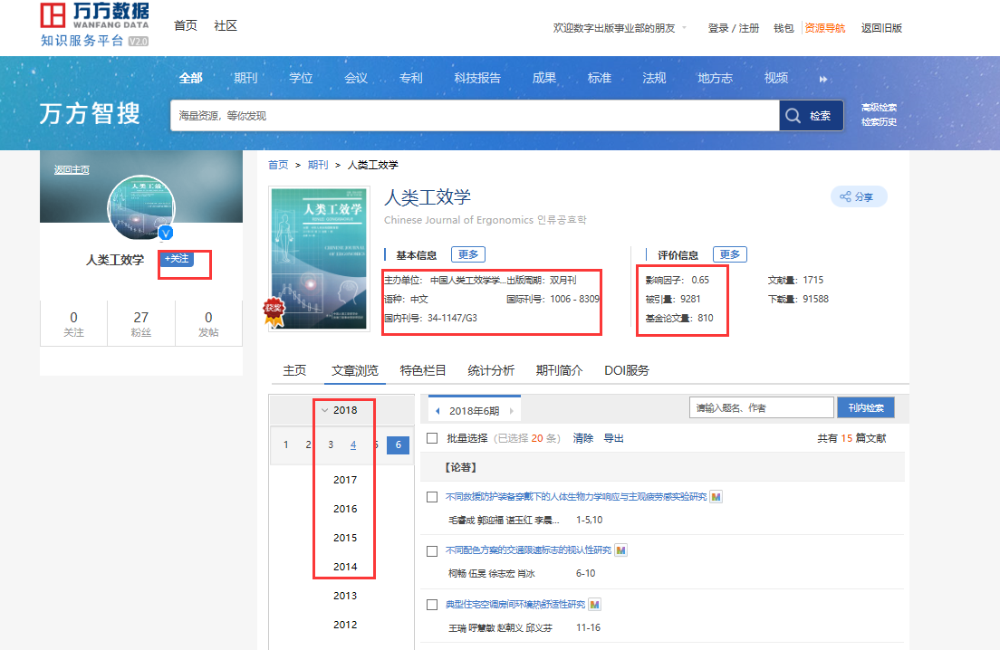 万方数据
WANFANG DATA
知识服务平台 V2.0
首页 社区
欢迎数字出版事业部的朋友 登录 / 注册 钱包 资源导航 返回旧版
全部 期刊 学位 会议 专利 科技报告 成果 标准 法规 地方志 视频
万方智搜
海量资源，等你发现
检索
高级检索
检索历史
返回主页
人类工效学
+关注
0 27 0
关注 粉丝 发帖
首页 > 期刊 > 人类工效学
人类工效学
CHINESE JOURNAL
OF ERGONOMICS
获奖
人类工效学
Chinese Journal of Ergonomics 인류공효학
分享
基本信息 更多
主办单位: 中国人类工效学学... 出版周期: 双月刊
语种: 中文 国际刊号: 1006 - 8309
国内刊号: 34-1147/G3
评价信息 更多
影响因子: 0.65 文献量: 1715
被引量: 9281 下载量: 91588
基金论文量: 810
主页 文章浏览 特色栏目 统计分析 期刊简介 DOI服务
2018
1 2 3 4 5 6
2017
2016
2015
2014
2013
2012
2018年6期
请输入题名、作者
刊内检索
批量选择 (已选择 20 条) 清除 导出 共有 15 篇文献
【论著】
不同救援防护装备穿戴下的人体生物力学响应与主观疲劳感实验研究 M
毛睿成 郭迎福 谌玉红 李晨... 1-5,10
不同配色方案的交通限速标志的视认性研究 M
柯畅 伍旻 徐志宏 肖冰 6-10
典型住宅空调房间环境热舒适性研究 M
王瑞 呼慧敏 赵朝义 邱义芬 11-16